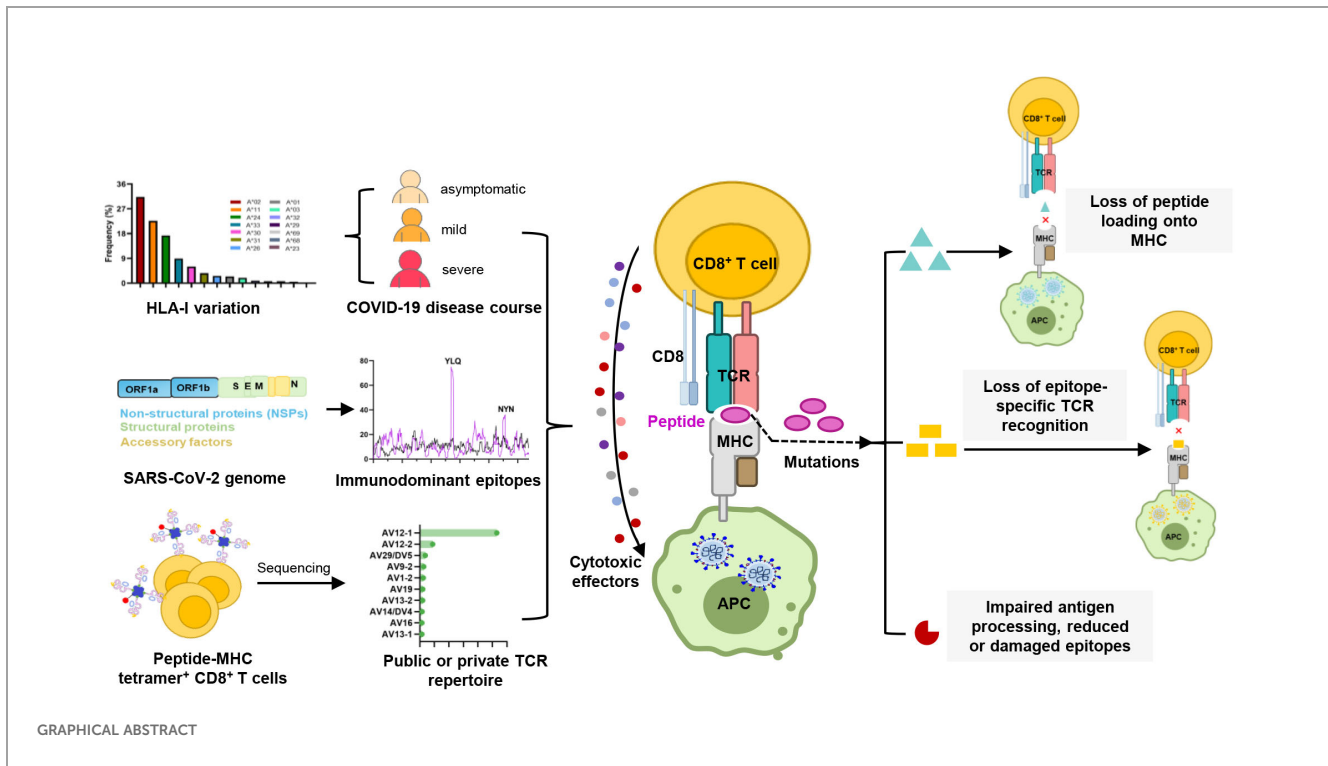 36
27
18
9
0
Frequency (%)
A*02
A*11
A*24
A*33
A*30
A*31
A*26
A*01
A*03
A*32
A*29
A*69
A*68
A*23
HLA-I variation
asymptomatic
mild
severe
COVID-19 disease course
ORF1a
ORF1b
S
E
M
N
Non-structural proteins (NSPs)
Structural proteins
Accessory factors
SARS-CoV-2 genome
80
60
40
20
0
YLQ
NYN
Immunodominant epitopes
Peptide-MHC
tetramer⁺ CD8⁺ T cells
Sequencing
AV12-1
AV12-2
AV29/DV5
AV9-2
AV1-2
AV19
AV13-2
AV14/DV4
AV16
AV13-1
Public or private TCR
repertoire
Cytotoxic
effectors
CD8⁺ T cell
CD8
TCR
Peptide
MHC
APC
Mutations
CD8⁺ T cell
TCR
MHC
APC
Loss of peptide
loading onto
MHC
Loss of epitope-
specific TCR
recognition
CD8⁺ T cell
TCR
MHC
APC
Impaired antigen
processing, reduced
or damaged epitopes
GRAPHICAL ABSTRACT